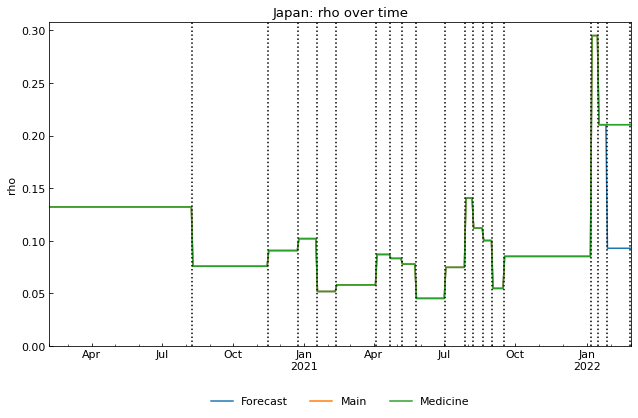 Japan: rho over time
rho
0.30
0.25
0.20
0.15
0.10
0.05
0.00
Apr Jul Oct Jan Apr Jul Oct Jan
2021 2022
Forecast Main Medicine